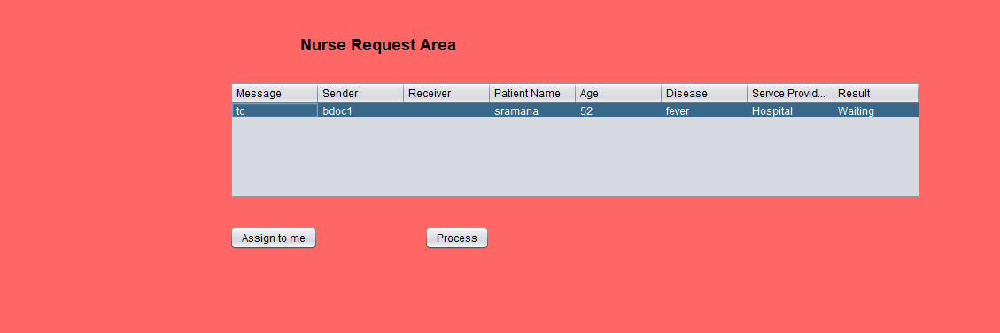 Nurse Request Area
Message Sender Receiver Patient Name Age Disease Servce Provid... Result
tc bdoc1 sramana 52 fever Hospital Waiting
Assign to me Process